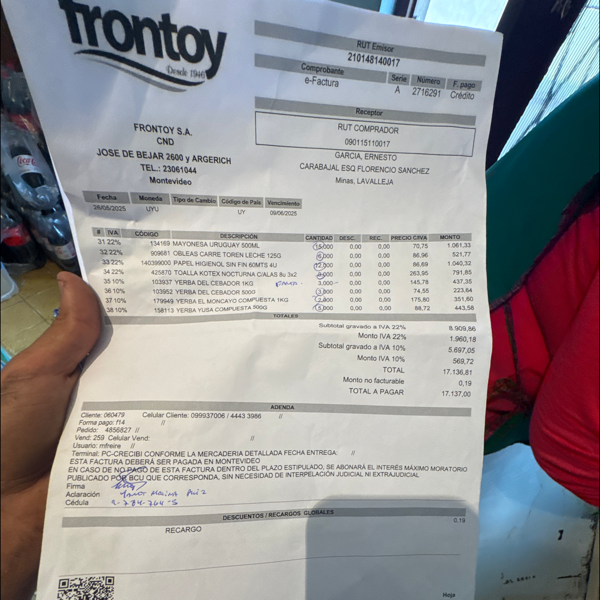 frontoy
Desde 1946
RUT Emisor
210148140017
Comprobante Serie Número F. pago
e-Factura A 2716291 Crédito
Receptor
RUT COMPRADOR
090115110017
GARCIA, ERNESTO
CARABAJAL ESQ FLORENCIO SANCHEZ
Minas, LAVALLEJA
FRONTOY S.A.
CND
JOSE DE BEJAR 2600 y ARGERICH
TEL.: 23061044
Montevideo
Fecha Moneda Tipo de Cambio Código de País Vencimiento
26/05/2025 UYU UY 09/06/2025
# IVA CÓDIGO DESCRIPCIÓN CANTIDAD DESC. REC. PRECIO C/IVA MONTO
31 22% 134169 MAYONESA URUGUAY 500ML 15,000 0,00 0,00 70,75 1.061,33
32 22% 909681 OBLEAS CARRE TOREN LECHE 125G 6,000 0,00 0,00 86,96 521,77
33 22% 140399000 PAPEL HIGIENOL SIN FIN 60MTS 4U 12,000 0,00 0,00 86,69 1.040,32
34 22% 425870 TOALLA KOTEX NOCTURNA C/ALAS 8u 3x2 3,000 0,00 0,00 263,95 791,85
35 10% 103937 YERBA DEL CEBADOR 1KG 3,000 0,00 0,00 145,78 437,35
36 10% 103952 YERBA DEL CEBADOR 500G 3,000 0,00 0,00 74,55 223,64
37 10% 179949 YERBA EL MONCAYO COMPUESTA 1KG 2,000 0,00 0,00 175,80 351,60
38 10% 158113 YERBA YUSA COMPUESTA 500G 5,000 0,00 0,00 88,72 443,58
TOTALES
Subtotal gravado a IVA 22% 8.909,86
Monto IVA 22% 1.960,18
Subtotal gravado a IVA 10% 5.697,05
Monto IVA 10% 569,72
TOTAL 17.136,81
Monto no facturable 0,19
TOTAL A PAGAR 17.137,00
ADENDA
Cliente: 060479 Celular Cliente: 099937006 / 4443 3986 //
Forma pago: f14 //
Pedido: 4856827 //
Vend: 259 Celular Vend: //
Usuario: mfreire //
Terminal: PC-CRECIBI CONFORME LA MERCADERIA DETALLADA FECHA ENTREGA: //
ESTA FACTURA DEBERÁ SER PAGADA EN MONTEVIDEO
EN CASO DE NO PAGO DE ESTA FACTURA DENTRO DEL PLAZO ESTIPULADO, SE ABONARÁ EL INTERÉS MÁXIMO MORATORIO
PUBLICADO POR BCU QUE CORRESPONDA, SIN NECESIDAD DE INTERPELACIÓN JUDICIAL NI EXTRAJUDICIAL
Firma
Aclaración
Cédula
DESCUENTOS / RECARGOS GLOBALES
RECARGO 0,19
Hoja